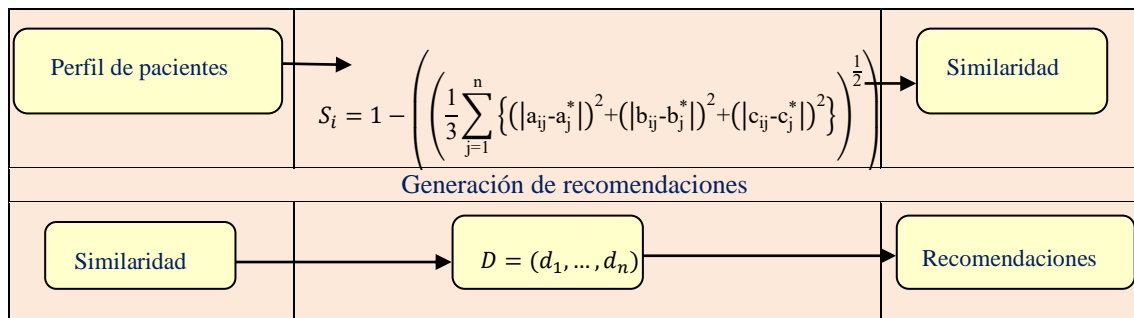 Perfil de pacientes
S_i = 1 − (((1/3) ∑_{j=1}^{n} {(|a_ij-a_j^*|)^2+(|b_ij-b_j^*|)^2+(|c_ij-c_j^*|)^2})^{1/2})
Similaridad
Generación de recomendaciones
Similaridad
D = (d_1, … , d_n)
Recomendaciones